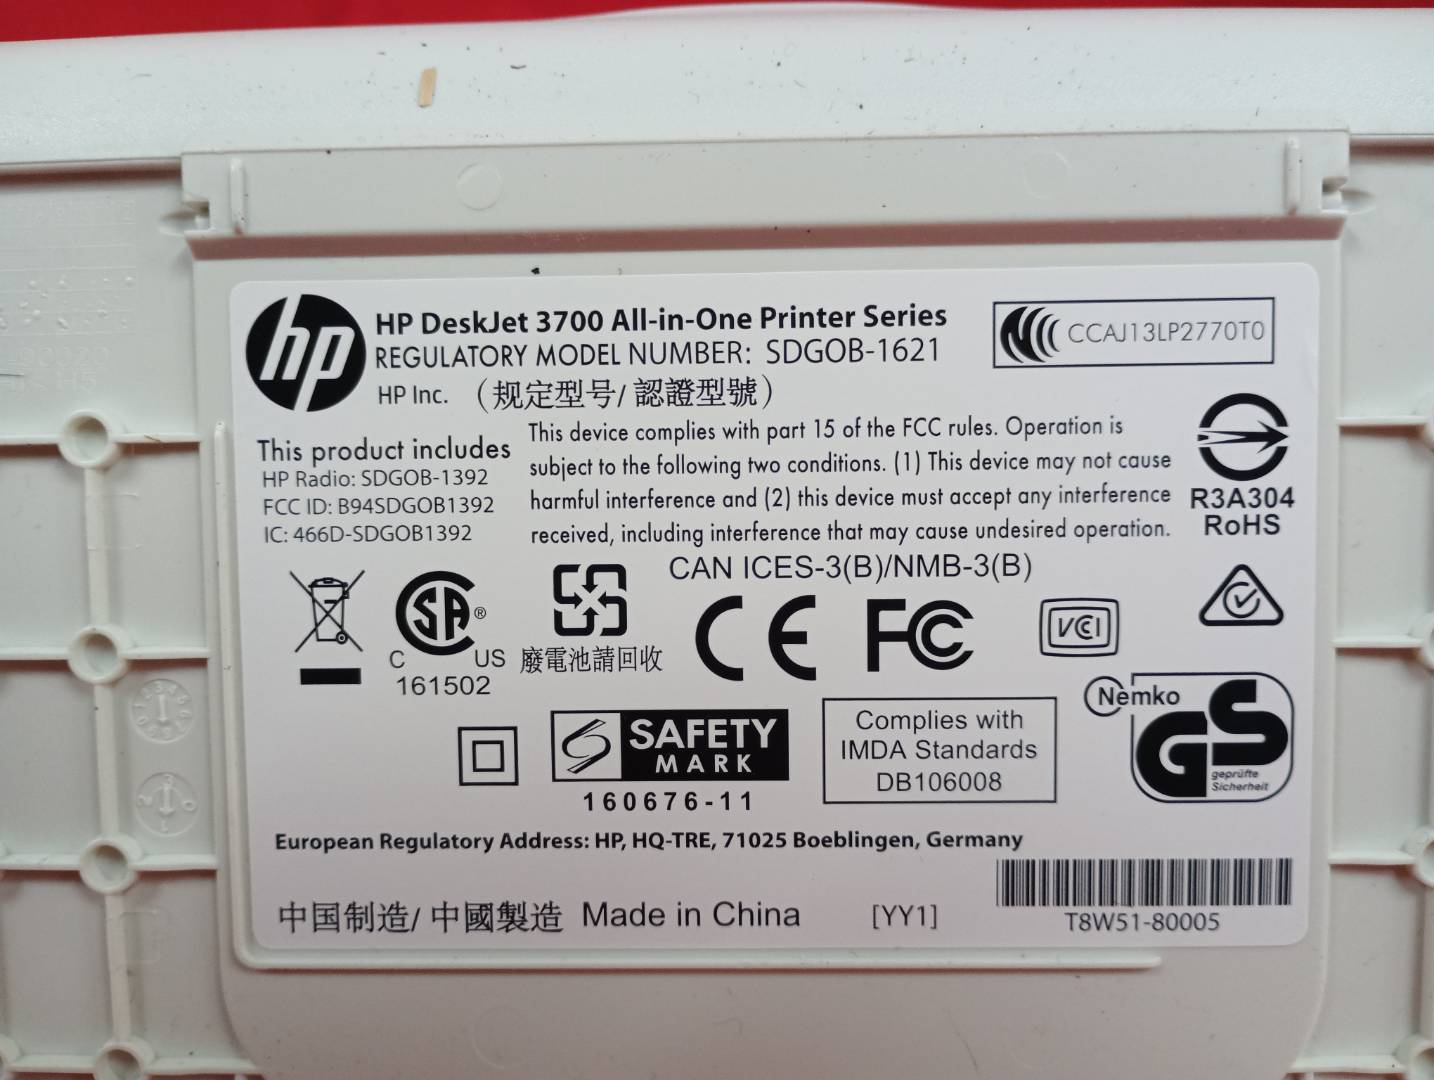 hp
HP DeskJet 3700 All-in-One Printer Series
REGULATORY MODEL NUMBER: SDGOB-1621
HP Inc. (规定型号/ 認證型號)
CCAJ13LP2770T0
This product includes
HP Radio: SDGOB-1392
FCC ID: B94SDGOB1392
IC: 466D-SDGOB1392
This device complies with part 15 of the FCC rules. Operation is
subject to the following two conditions. (1) This device may not cause
harmful interference and (2) this device must accept any interference
received, including interference that may cause undesired operation.
R3A304
RoHS
CAN ICES-3(B)/NMB-3(B)
SA ®
C US
161502
廢電池請回收
CE
FCC
VCCI
SAFETY
MARK
160676-11
Complies with
IMDA Standards
DB106008
Nemko
GS
geprüfte
Sicherheit
European Regulatory Address: HP, HQ-TRE, 71025 Boeblingen, Germany
中国制造/ 中國製造 Made in China [YY1]
T8W51-80005